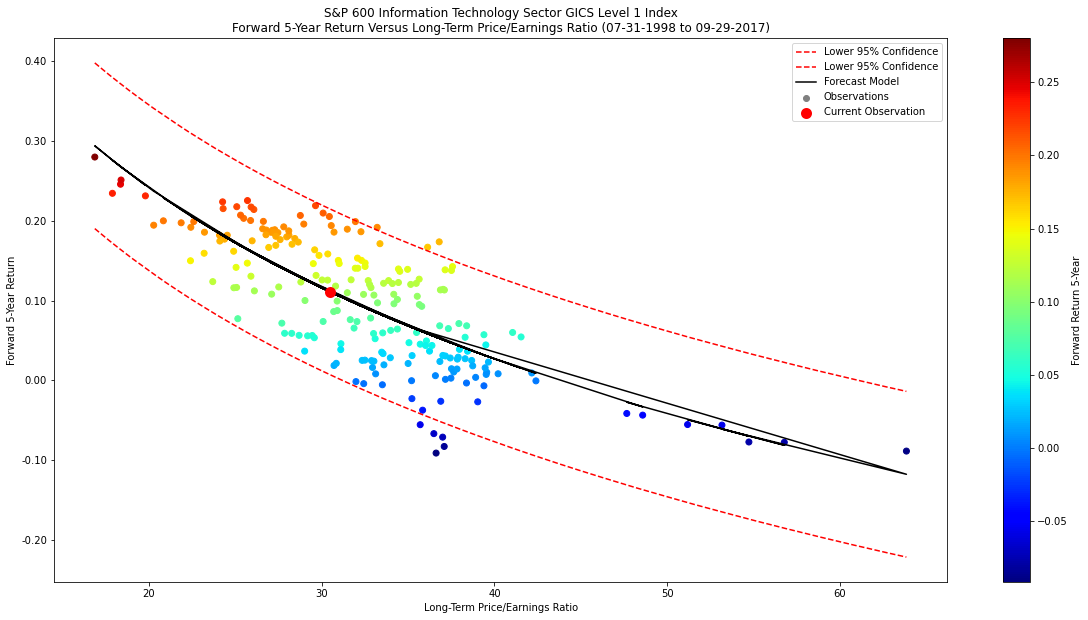 S&P 600 Information Technology Sector GICS Level 1 Index
Forward 5-Year Return Versus Long-Term Price/Earnings Ratio (07-31-1998 to 09-29-2017)
Lower 95% Confidence
Lower 95% Confidence
Forecast Model
Observations
Current Observation
Forward 5-Year Return
0.40
0.30
0.20
0.10
0.00
-0.10
-0.20
20
30
40
50
60
Long-Term Price/Earnings Ratio
0.25
0.20
0.15
0.10
0.05
0.00
−0.05
Forward Return 5-Year